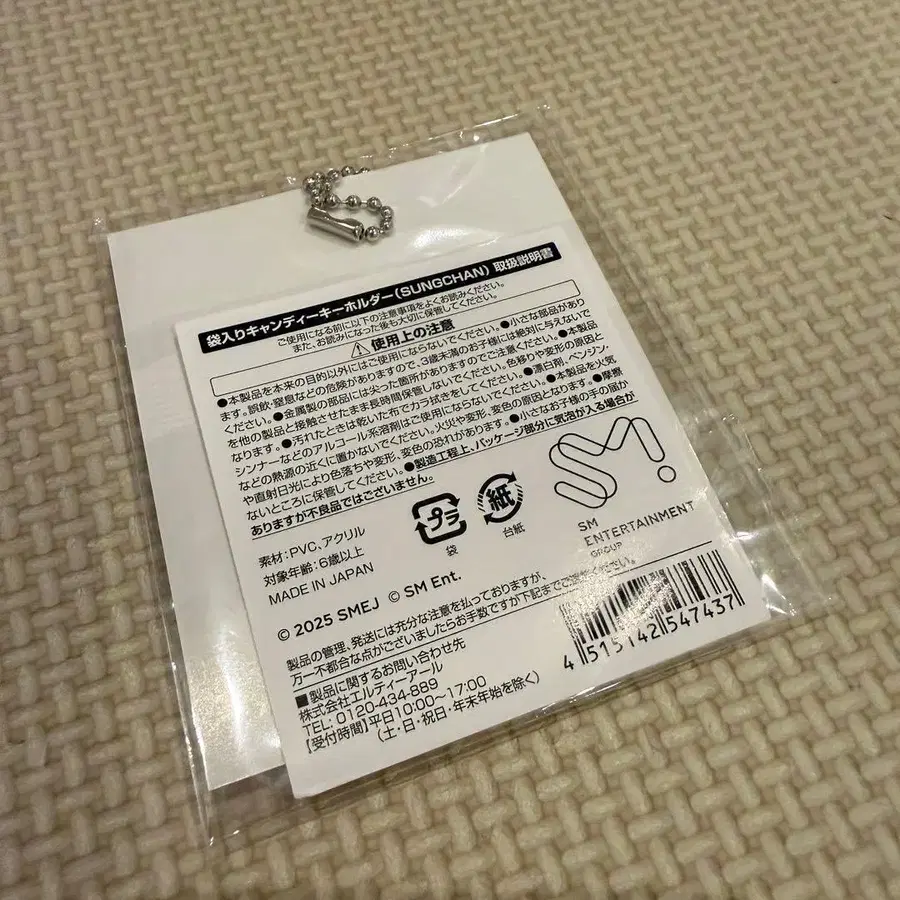 袋入りキャンディーキーホルダー(SUNGCHAN) 取扱説明書
ご使用になる前に以下の注意事項をよくお読みください。
また、お読みになった後も大切に保管してください。
⚠ 使用上の注意
●本製品を本来の目的以外にはご使用にならないでください。●小さな部品があり
ます。誤飲・窒息などの危険がありますので、3歳未満のお子様には絶対に与えないで
ください。●金属製の部品には尖った箇所がありますのでご注意ください。●本製品
を他の製品と接触させたまま長時間保管しないでください。色移りや変形の原因と
なります。●汚れたときは乾いた布でカラ拭きをしてください。●漂白剤、ベンジン・
シンナーなどのアルコール系溶剤はご使用にならないでください。●本製品を火気
などの熱源の近くに置かないでください。火災や変形、変色の原因となります。●摩擦
や直射日光により色落ちや変形、変色の恐れがあります。●小さなお子様の手の届か
ないところに保管してください。●製造工程上、パッケージ部分に気泡が入る場合が
ありますが不良品ではございません。
素材:PVC、アクリル
対象年齢:6歳以上
MADE IN JAPAN
プラ
袋
紙
台紙
SM
SM
ENTERTAINMENT
GROUP
© 2025 SMEJ © SM Ent.
製品の管理、発送には充分な注意を払っておりますが、
万一不都合な点がございましたらお手数ですが下記までご連絡ください。
■製品に関するお問い合わせ先
株式会社エルティーアール
TEL: 0120-434-889
【受付時間】平日10:00〜17:00
(土・日・祝日・年末年始を除く)
4 515142 547437